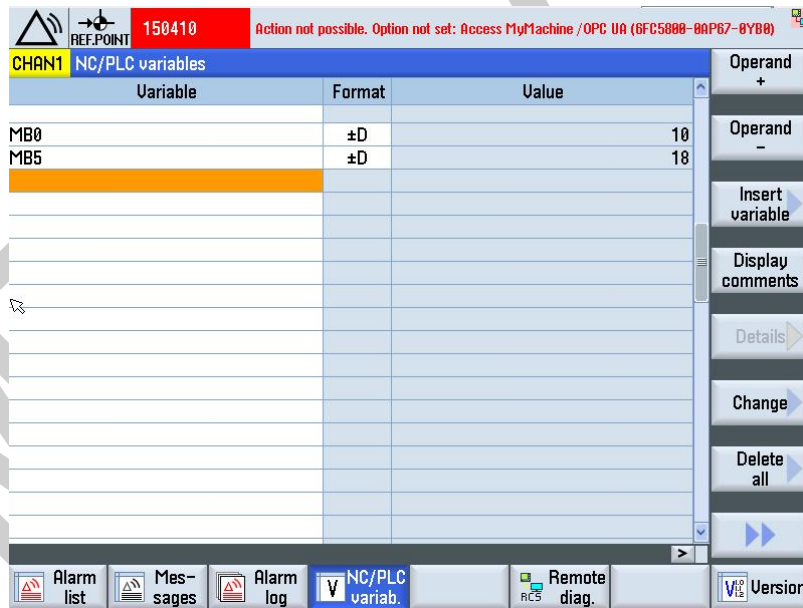 REF.POINT
150410
Action not possible. Option not set: Access MyMachine /OPC UA (6FC5800-0AP67-0YB0)
CHAN1 NC/PLC variables
Variable Format Value
MB0 ±D 10
MB5 ±D 18
Operand
+
Operand
-
Insert
variable
Display
comments
Details
Change
Delete
all
Alarm
list
Mes-
sages
Alarm
log
V NC/PLC
variab.
RCS
Remote
diag.
Version